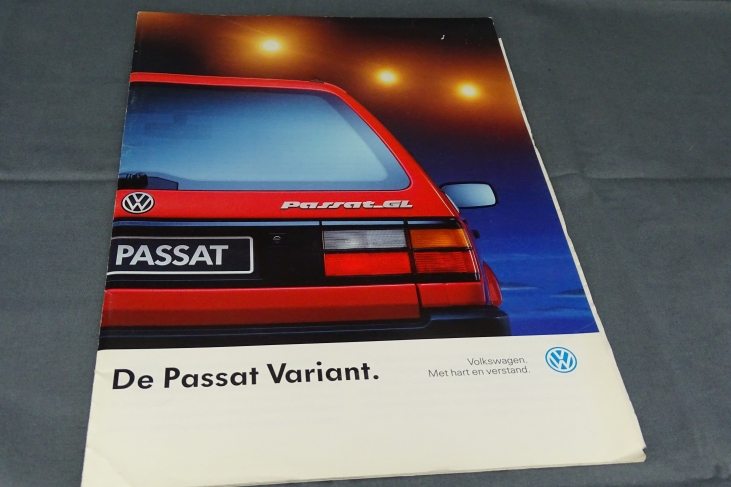 Passat GL
PASSAT
De Passat Variant.
Volkswagen.
Met hart en verstand.